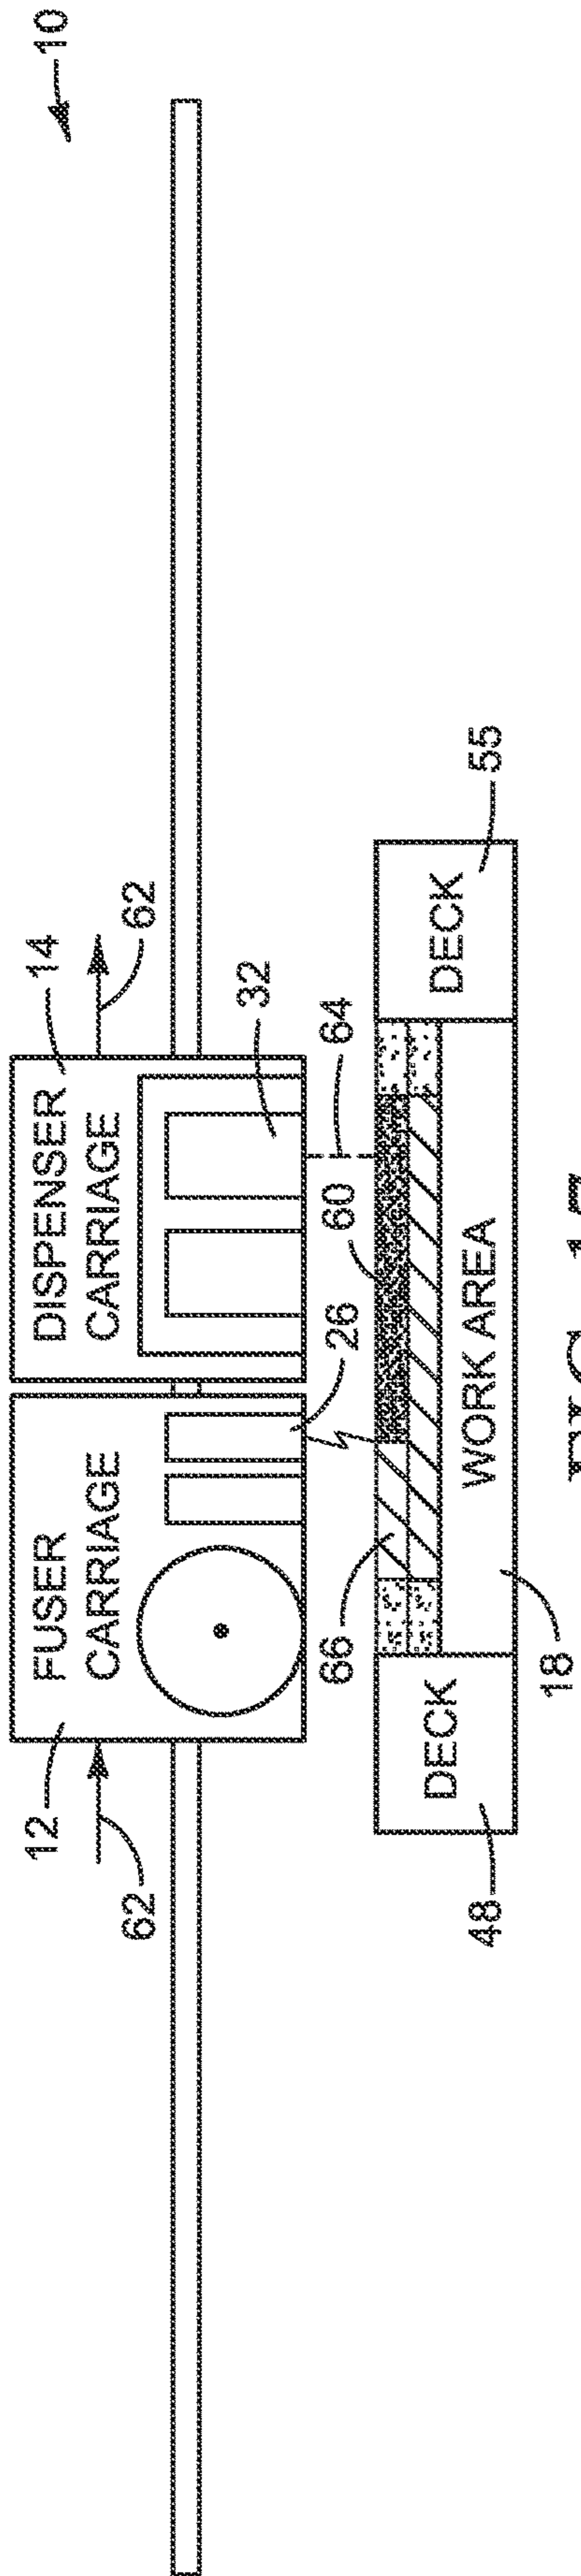 10
12
FUSER
CARRIAGE
62
14
DISPENSER
CARRIAGE
62
32
26
60
64
66
DECK
48
WORK AREA
18
DECK
55